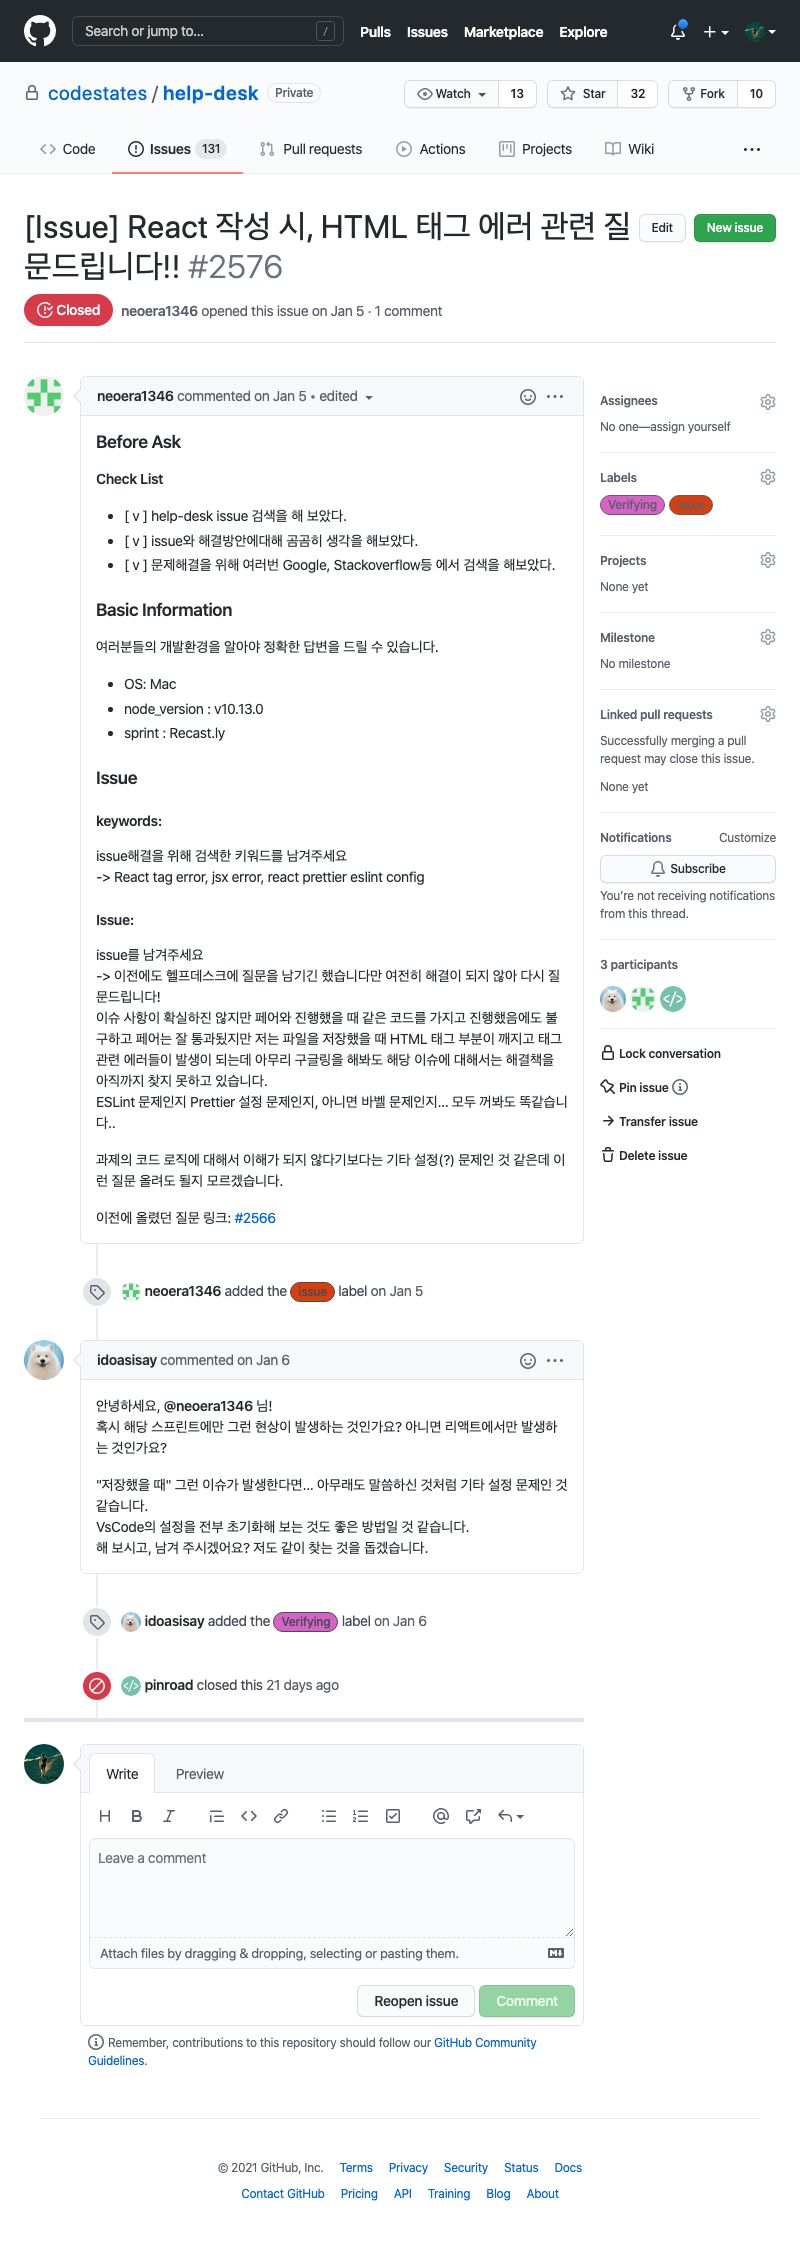 Search or jump to... /
Pulls Issues Marketplace Explore
codestates / help-desk Private
Watch 13 Star 32 Fork 10
Code Issues 131 Pull requests Actions Projects Wiki ...
[Issue] React 작성 시, HTML 태그 에러 관련 질
문드립니다!! #2576
Edit New issue
Closed neoera1346 opened this issue on Jan 5 · 1 comment
neoera1346 commented on Jan 5 • edited
Before Ask
Check List
• [ v ] help-desk issue 검색을 해 보았다.
• [ v ] issue와 해결방안에대해 곰곰히 생각을 해보았다.
• [ v ] 문제해결을 위해 여러번 Google, Stackoverflow등 에서 검색을 해보았다.
Basic Information
여러분들의 개발환경을 알아야 정확한 답변을 드릴 수 있습니다.
• OS: Mac
• node_version : v10.13.0
• sprint : Recast.ly
Issue
keywords:
issue해결을 위해 검색한 키워드를 남겨주세요
-> React tag error, jsx error, react prettier eslint config
Issue:
issue를 남겨주세요
-> 이전에도 헬프데스크에 질문을 남기긴 했습니다만 여전히 해결이 되지 않아 다시 질
문드립니다!
이슈 사항이 확실하진 않지만 페어와 진행했을 때 같은 코드를 가지고 진행했음에도 불
구하고 페어는 잘 통과됬지만 저는 파일을 저장했을 때 HTML 태그 부분이 깨지고 태그
관련 에러들이 발생이 되는데 아무리 구글링을 해봐도 해당 이슈에 대해서는 해결책을
아직까지 찾지 못하고 있습니다.
ESLint 문제인지 Prettier 설정 문제인지, 아니면 바벨 문제인지... 모두 꺼봐도 똑같습니
다..
과제의 코드 로직에 대해서 이해가 되지 않다기보다는 기타 설정(?) 문제인 것 같은데 이
런 질문 올려도 될지 모르겠습니다.
이전에 올렸던 질문 링크: #2566
neoera1346 added the issue label on Jan 5
idoasisay commented on Jan 6
안녕하세요, @neoera1346 님!
혹시 해당 스프린트에만 그런 현상이 발생하는 것인가요? 아니면 리액트에서만 발생하
는 것인가요?
"저장했을 때" 그런 이슈가 발생한다면... 아무래도 말씀하신 것처럼 기타 설정 문제인 것
같습니다.
VsCode의 설정을 전부 초기화해 보는 것도 좋은 방법일 것 같습니다.
해 보시고, 남겨 주시겠어요? 저도 같이 찾는 것을 돕겠습니다.
idoasisay added the Verifying label on Jan 6
pinroad closed this 21 days ago
Assignees
No one—assign yourself
Labels
Verifying issue
Projects
None yet
Milestone
No milestone
Linked pull requests
Successfully merging a pull
request may close this issue.
None yet
Notifications Customize
Subscribe
You're not receiving notifications
from this thread.
3 participants
Lock conversation
Pin issue
Transfer issue
Delete issue
Write Preview
H B I
Leave a comment
Attach files by dragging & dropping, selecting or pasting them.
Reopen issue Comment
Remember, contributions to this repository should follow our GitHub Community
Guidelines.
© 2021 GitHub, Inc. Terms Privacy Security Status Docs
Contact GitHub Pricing API Training Blog About